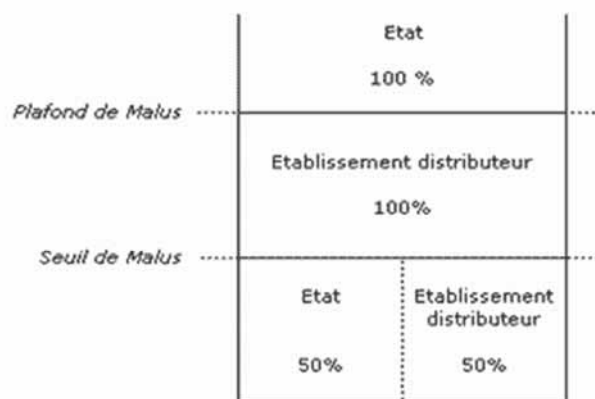 Etat
100 %
Plafond de Malus
Etablissement distributeur
100%
Seuil de Malus
Etat
Etablissement
distributeur
50%
50%